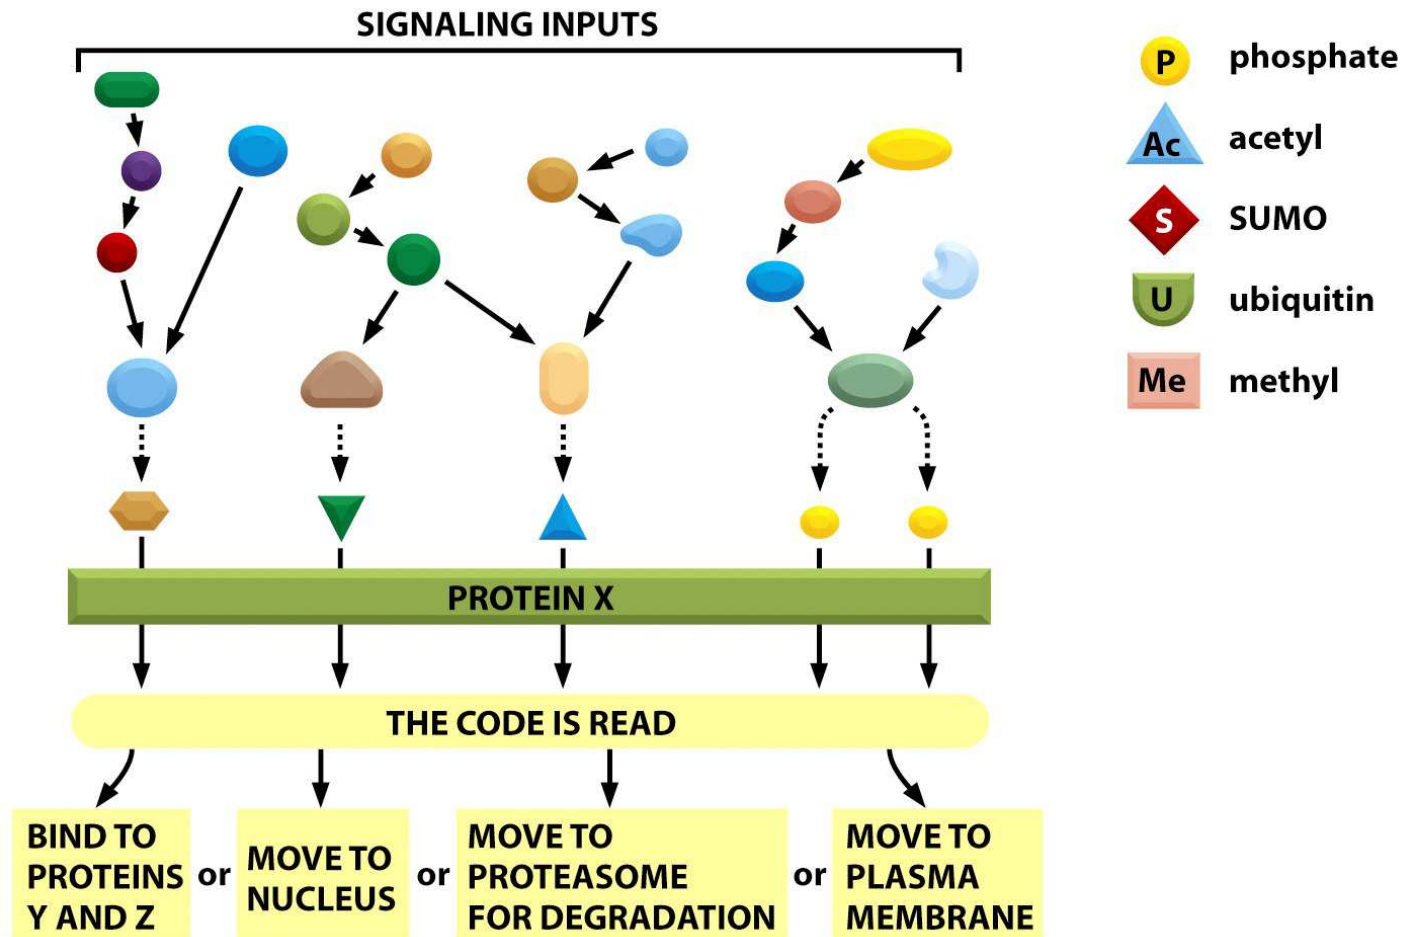 SIGNALING INPUTS
P phosphate
Ac acetyl
S SUMO
U ubiquitin
Me methyl
PROTEIN X
THE CODE IS READ
BIND TO
PROTEINS
Y AND Z
or
MOVE TO
NUCLEUS
or
MOVE TO
PROTEASOME
FOR DEGRADATION
or
MOVE TO
PLASMA
MEMBRANE